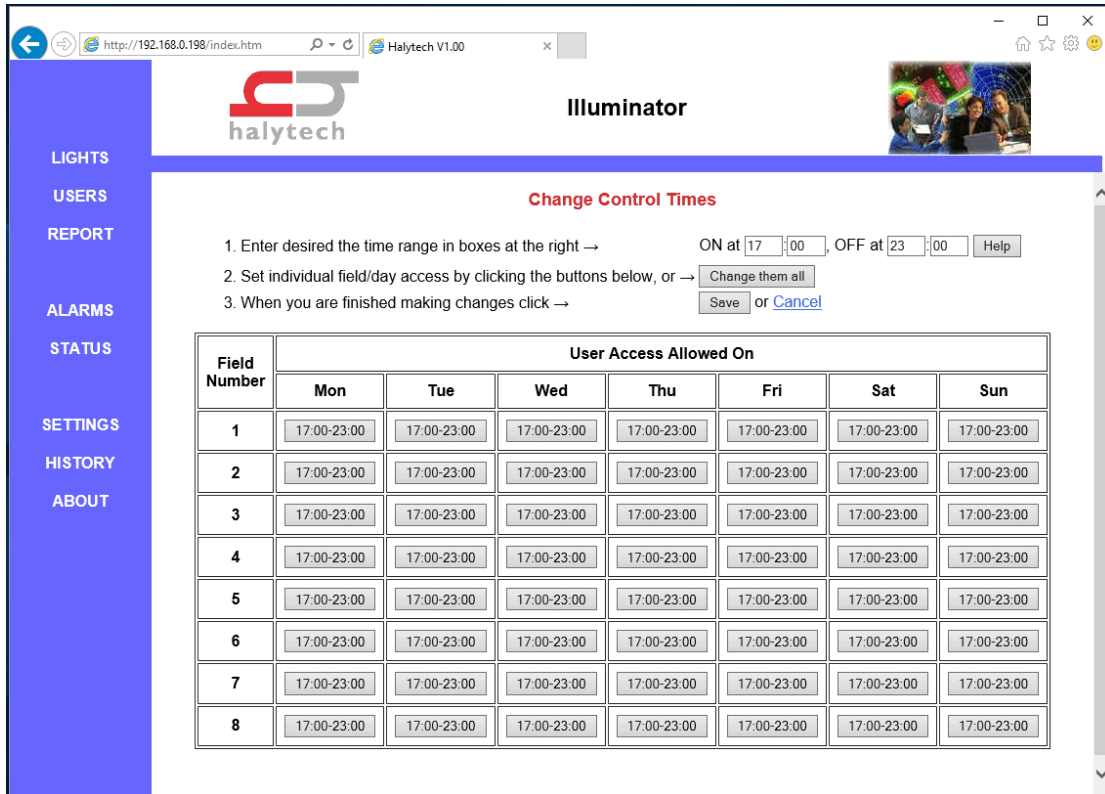 http://192.168.0.198/index.htm
Halytech V1.00
halytech
Illuminator
LIGHTS
USERS
REPORT
ALARMS
STATUS
SETTINGS
HISTORY
ABOUT
Change Control Times
1. Enter desired the time range in boxes at the right → ON at 17 :00 , OFF at 23 :00 Help
2. Set individual field/day access by clicking the buttons below, or → Change them all
3. When you are finished making changes click → Save or Cancel
Field Number User Access Allowed On
Mon Tue Wed Thu Fri Sat Sun
1 17:00-23:00 17:00-23:00 17:00-23:00 17:00-23:00 17:00-23:00 17:00-23:00 17:00-23:00
2 17:00-23:00 17:00-23:00 17:00-23:00 17:00-23:00 17:00-23:00 17:00-23:00 17:00-23:00
3 17:00-23:00 17:00-23:00 17:00-23:00 17:00-23:00 17:00-23:00 17:00-23:00 17:00-23:00
4 17:00-23:00 17:00-23:00 17:00-23:00 17:00-23:00 17:00-23:00 17:00-23:00 17:00-23:00
5 17:00-23:00 17:00-23:00 17:00-23:00 17:00-23:00 17:00-23:00 17:00-23:00 17:00-23:00
6 17:00-23:00 17:00-23:00 17:00-23:00 17:00-23:00 17:00-23:00 17:00-23:00 17:00-23:00
7 17:00-23:00 17:00-23:00 17:00-23:00 17:00-23:00 17:00-23:00 17:00-23:00 17:00-23:00
8 17:00-23:00 17:00-23:00 17:00-23:00 17:00-23:00 17:00-23:00 17:00-23:00 17:00-23:00